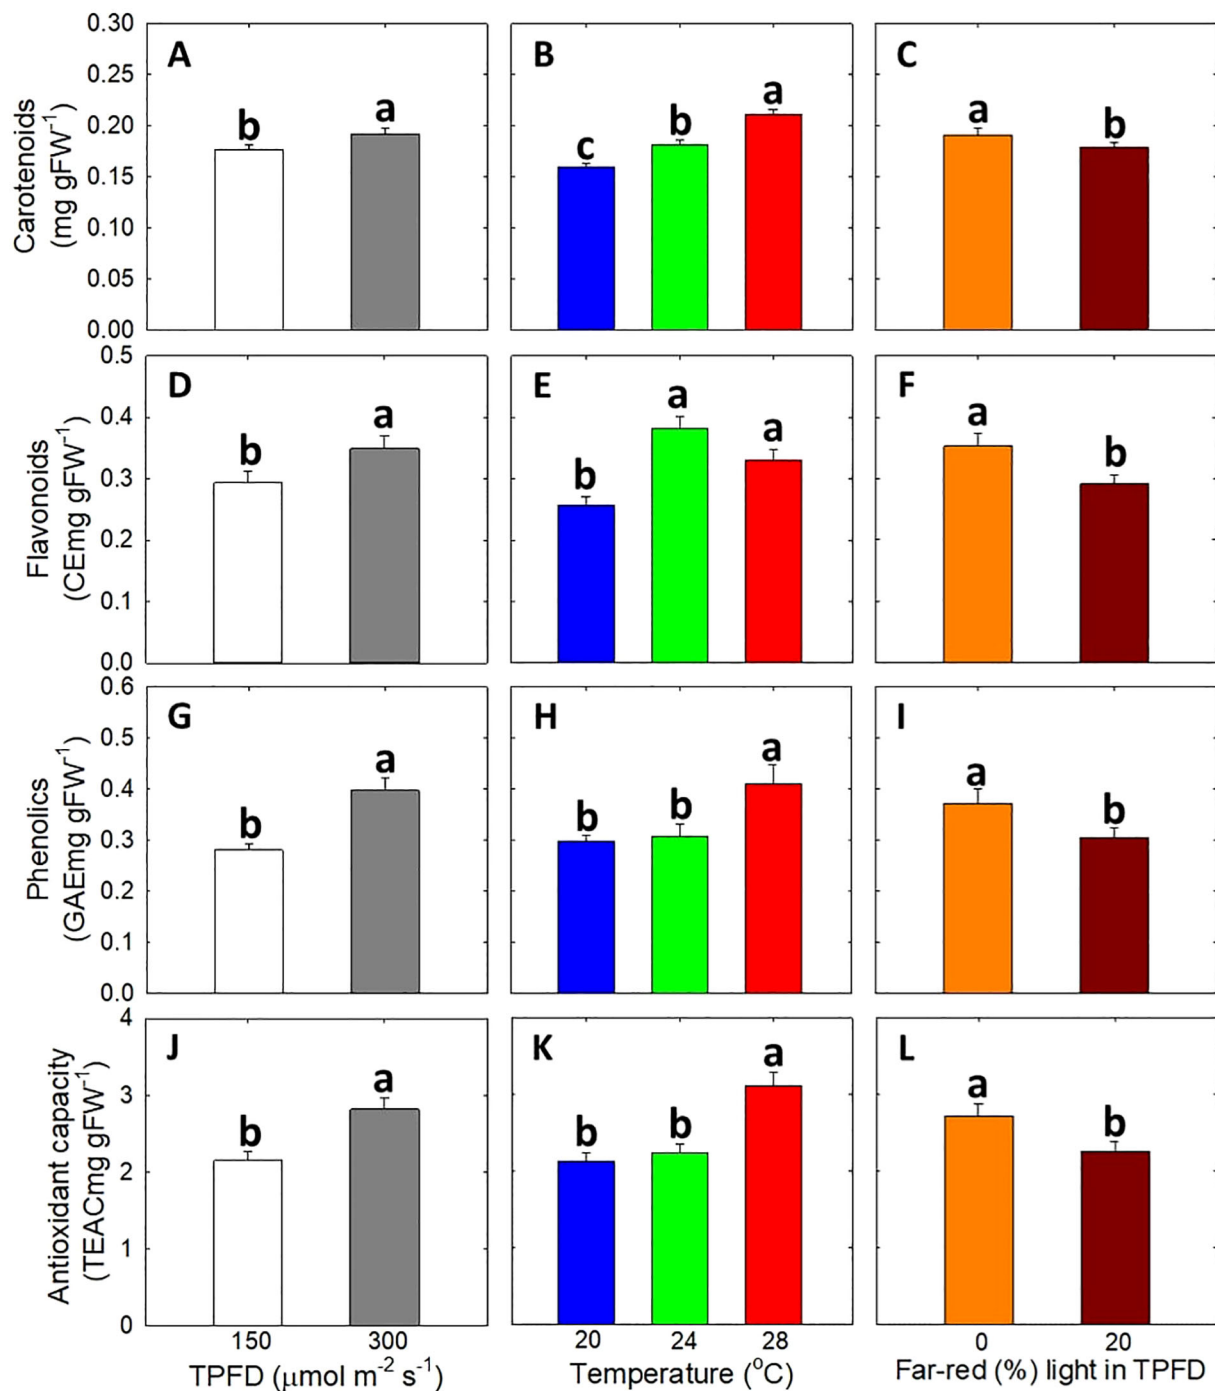 Carotenoids
(mg gFW⁻¹)
0.30
0.25
0.20
0.15
0.10
0.05
0.00
A
b
a
B
c
b
a
C
a
b
Flavonoids
(CEmg gFW⁻¹)
0.5
0.4
0.3
0.2
0.1
0.0
D
b
a
E
b
a
a
F
a
b
Phenolics
(GAEmg gFW⁻¹)
0.6
0.5
0.4
0.3
0.2
0.1
0.0
G
b
a
H
b
b
a
I
a
b
Antioxidant capacity
(TEACmg gFW⁻¹)
4
3
2
1
0
J
b
a
K
b
b
a
L
a
b
150 300
20 24 28
0 20
TPFD (μmol m⁻² s⁻¹)
Temperature (°C)
Far-red (%) light in TPFD